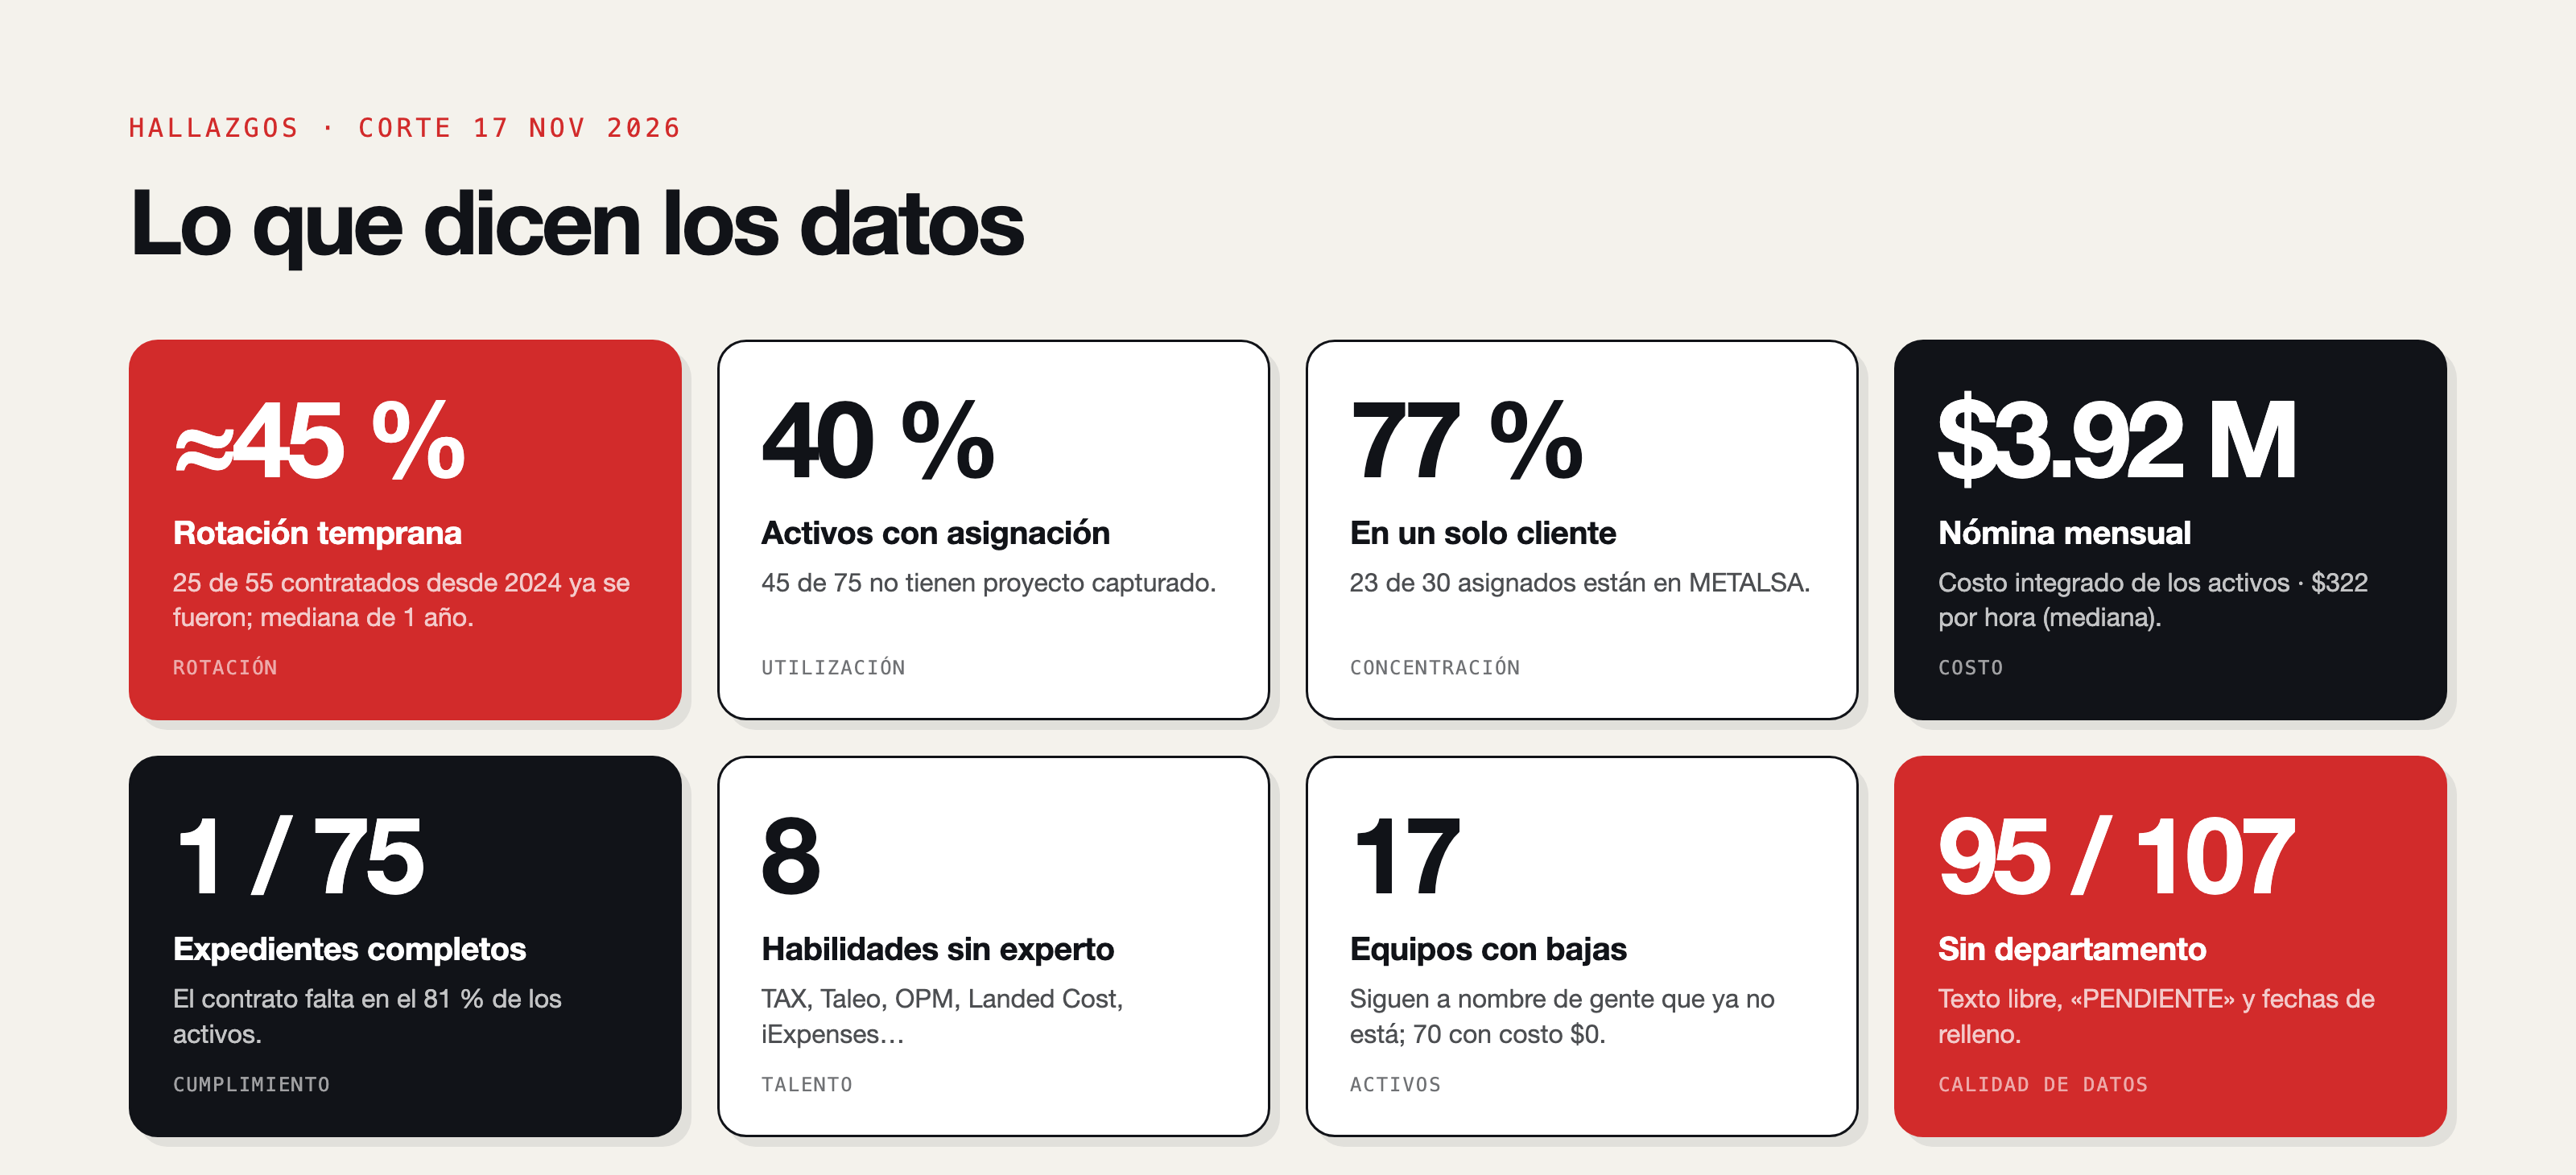 HALLAZGOS · CORTE 17 NOV 2026
Lo que dicen los datos
≈45 %
Rotación temprana
25 de 55 contratados desde 2024 ya se
fueron; mediana de 1 año.
ROTACIÓN
40 %
Activos con asignación
45 de 75 no tienen proyecto capturado.
UTILIZACIÓN
77 %
En un solo cliente
23 de 30 asignados están en METALSA.
CONCENTRACIÓN
$3.92 M
Nómina mensual
Costo integrado de los activos · $322
por hora (mediana).
COSTO
1 / 75
Expedientes completos
El contrato falta en el 81 % de los
activos.
CUMPLIMIENTO
8
Habilidades sin experto
TAX, Taleo, OPM, Landed Cost,
iExpenses…
TALENTO
17
Equipos con bajas
Siguen a nombre de gente que ya no
está; 70 con costo $0.
ACTIVOS
95 / 107
Sin departamento
Texto libre, «PENDIENTE» y fechas de
relleno.
CALIDAD DE DATOS